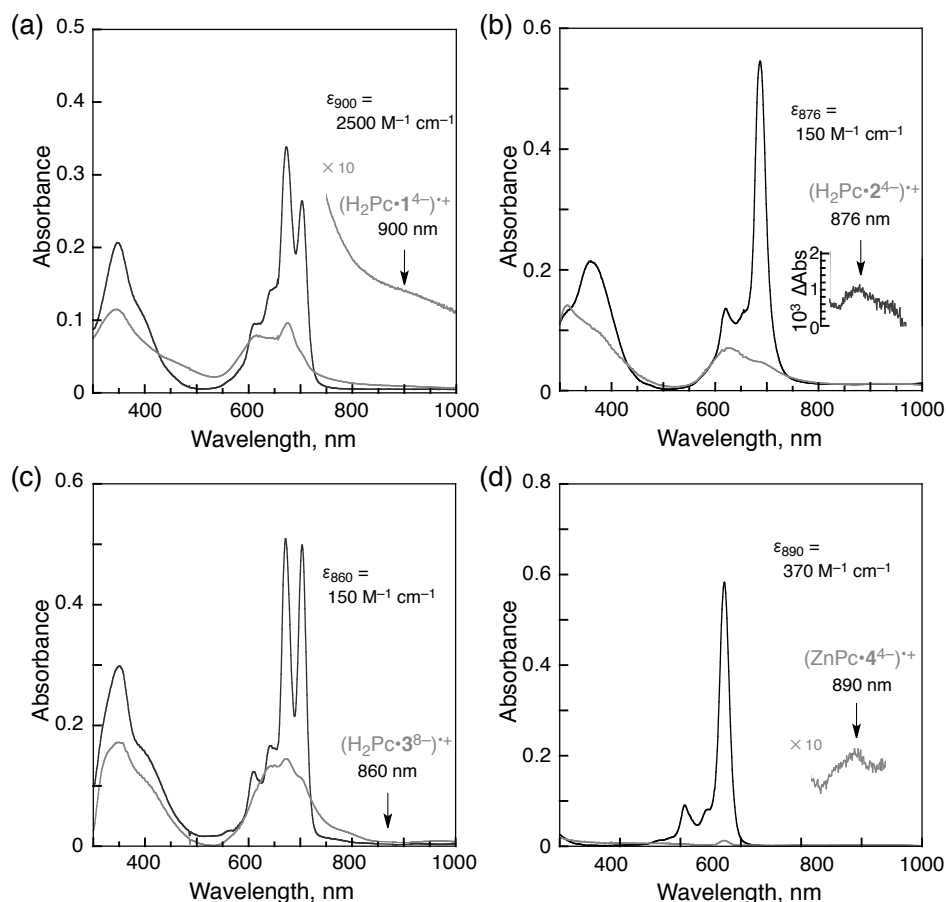 (a)
0.5
0.4
0.3
0.2
0.1
0
Absorbance
ε900 =
2500 M–1 cm–1
× 10
(H2Pc•14–)•+
900 nm
400
600
800
1000
Wavelength, nm
(b)
0.6
0.4
0.2
0
Absorbance
ε876 =
150 M–1 cm–1
(H2Pc•24–)•+
876 nm
2
1
0
103 ΔAbs
400
600
800
1000
Wavelength, nm
(c)
0.6
0.4
0.2
0
Absorbance
ε860 =
150 M–1 cm–1
(H2Pc•38–)•+
860 nm
400
600
800
1000
Wavelength, nm
(d)
0.8
0.6
0.4
0.2
0
Absorbance
ε890 =
370 M–1 cm–1
(ZnPc•44–)•+
890 nm
× 10
400
600
800
1000
Wavelength, nm